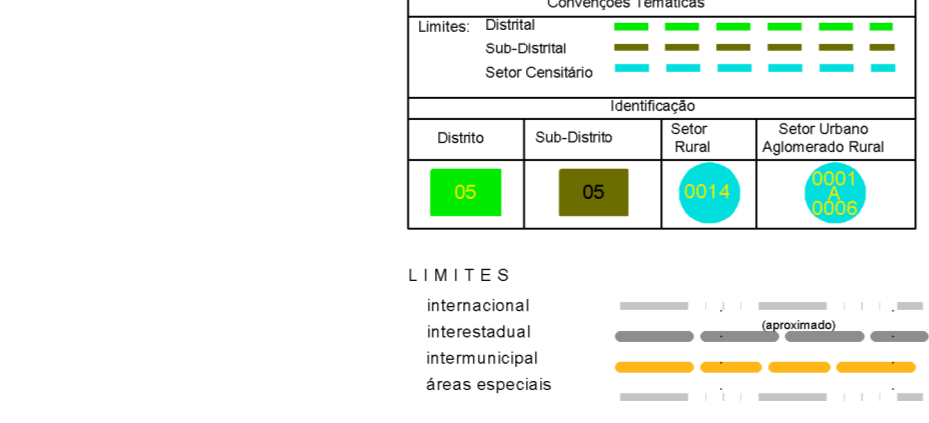 Convenções Temáticas
Limites: Distrital
Sub-Distrital
Setor Censitário
Identificação
Distrito
Sub-Distrito
Setor
Rural
Setor Urbano
Aglomerado Rural
05
05
0014
0001
A
0006
LIMITES
internacional
interestadual
(aproximado)
intermunicipal
áreas especiais